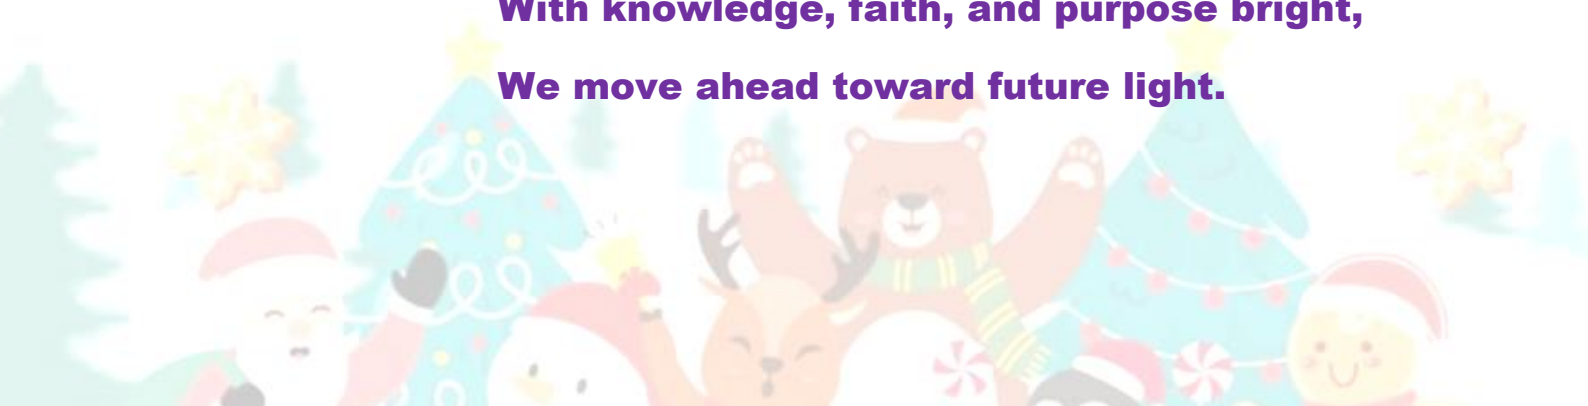 With knowledge, faith, and purpose bright,
We move ahead toward future light.